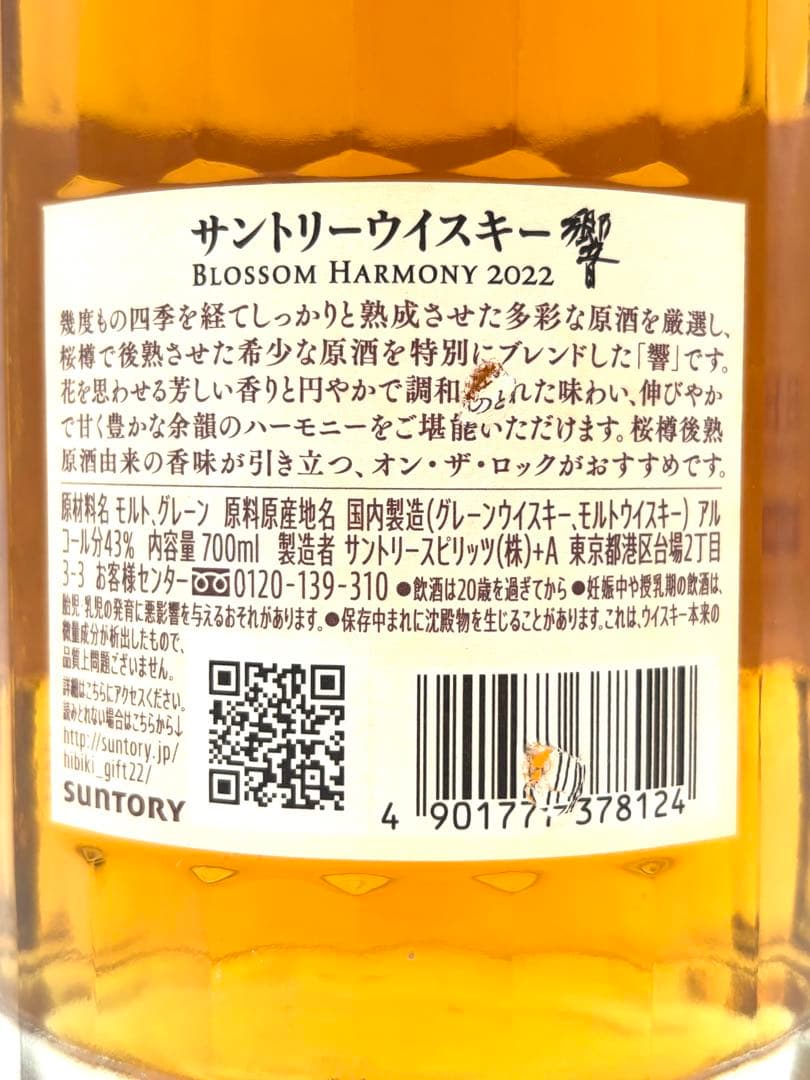 サントリーウイスキー 響
BLOSSOM HARMONY 2022
幾度もの四季を経てしっかりと熟成させた多彩な原酒を厳選し、
桜樽で後熟させた希少な原酒を特別にブレンドした「響」です。
花を思わせる芳しい香りと円やかで調和のとれた味わい、伸びやか
で甘く豊かな余韻のハーモニーをご堪能いただけます。桜樽後熟
原酒由来の香味が引き立つ、オン・ザ・ロックがおすすめです。
原材料名 モルト、グレーン 原料原産地名 国内製造(グレーンウイスキー、モルトウイスキー) アル
コール分43% 内容量 700ml 製造者 サントリースピリッツ(株)+A 東京都港区台場2丁目
3-3 お客様センター 0120-139-310 ●飲酒は20歳を過ぎてから ●妊娠中や授乳期の飲酒は、
胎児・乳児の発育に悪影響を与えるおそれがあります。●保存中まれに沈殿物を生じることがあります。これは、ウイスキー本来の
微量成分が析出したもので、
品質上問題ございません。
詳細はこちらにアクセスください。
読みとれない場合はこちらから↓
http://suntory.jp/
hibiki_gift22/
SUNTORY
4 901777 378124